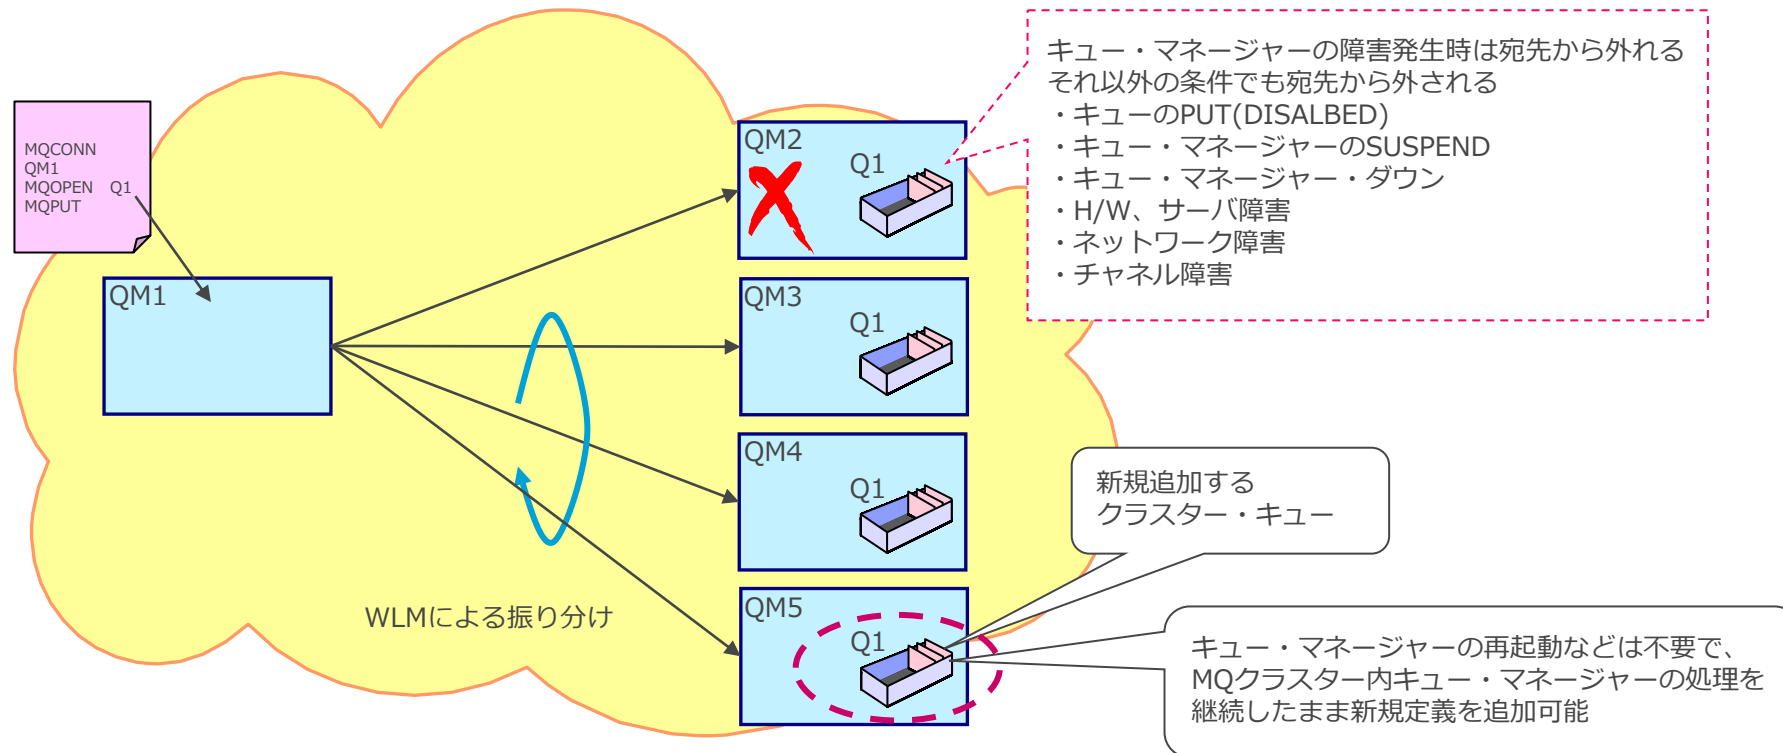 MQCONN
QM1
MQOPEN Q1
MQPUT
QM1
QM2
Q1
QM3
Q1
QM4
Q1
QM5
Q1
WLMによる振り分け
キュー・マネージャーの障害発生時は宛先から外れる
それ以外の条件でも宛先から外される
・キューのPUT(DISALBED)
・キュー・マネージャーのSUSPEND
・キュー・マネージャー・ダウン
・H/W、サーバ障害
・ネットワーク障害
・チャネル障害
新規追加する
クラスター・キュー
キュー・マネージャーの再起動などは不要で、
MQクラスター内キュー・マネージャーの処理を
継続したまま新規定義を追加可能